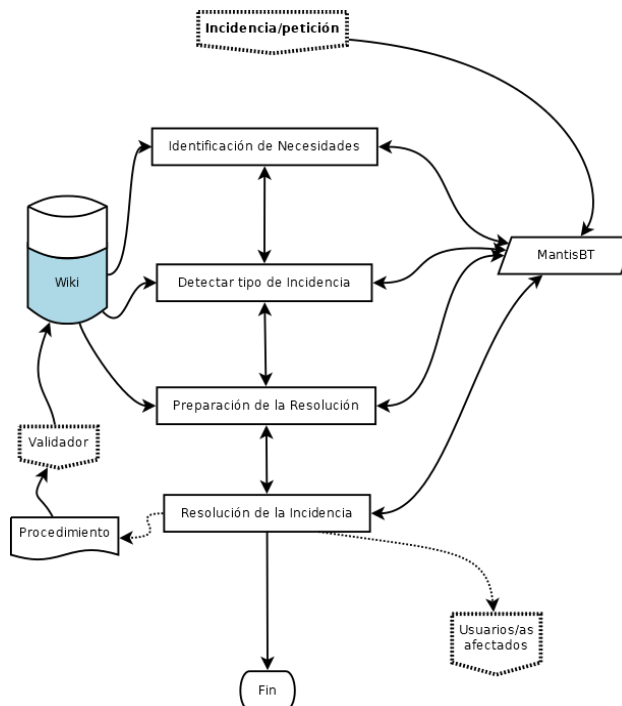 Incidencia/petición
Identificación de Necesidades
MantisBT
Wiki
Detectar tipo de Incidencia
Preparación de la Resolución
Validador
Resolución de la Incidencia
Procedimiento
Usuarios/as
afectados
Fin